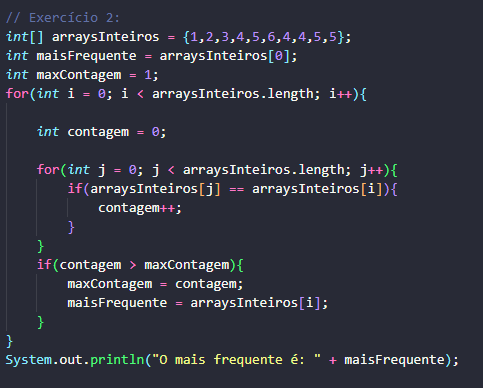 // Exercício 2:
int[] arraysInteiros = {1,2,3,4,5,6,4,4,5,5};
int maisFrequente = arraysInteiros[0];
int maxContagem = 1;
for(int i = 0; i < arraysInteiros.length; i++){
int contagem = 0;
for(int j = 0; j < arraysInteiros.length; j++){
if(arraysInteiros[j] == arraysInteiros[i]){
contagem++;
}
}
if(contagem > maxContagem){
maxContagem = contagem;
maisFrequente = arraysInteiros[i];
}
}
System.out.println("O mais frequente é: " + maisFrequente);